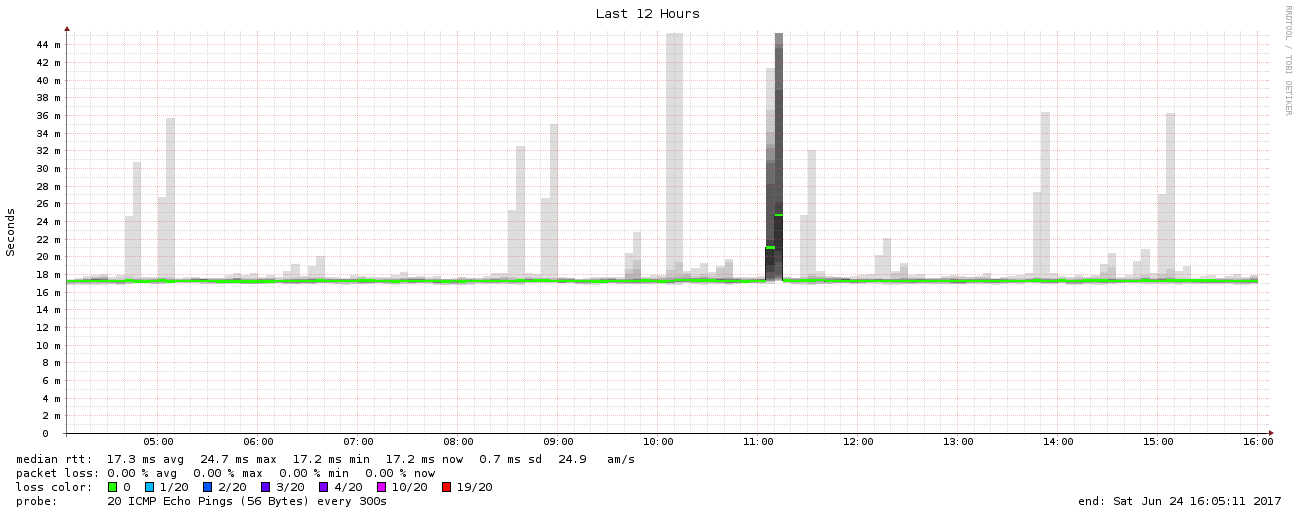 Last 12 Hours
RRDTOOL / TOBI OETIKER
Seconds
44 m
42 m
40 m
38 m
36 m
34 m
32 m
30 m
28 m
26 m
24 m
22 m
20 m
18 m
16 m
14 m
12 m
10 m
8 m
6 m
4 m
2 m
0
05:00 06:00 07:00 08:00 09:00 10:00 11:00 12:00 13:00 14:00 15:00 16:00
median rtt: 17.3 ms avg 24.7 ms max 17.2 ms min 17.2 ms now 0.7 ms sd 24.9 am/s
packet loss: 0.00 % avg 0.00 % max 0.00 % min 0.00 % now
loss color: 0 1/20 2/20 3/20 4/20 10/20 19/20
probe: 20 ICMP Echo Pings (56 Bytes) every 300s end: Sat Jun 24 16:05:11 2017